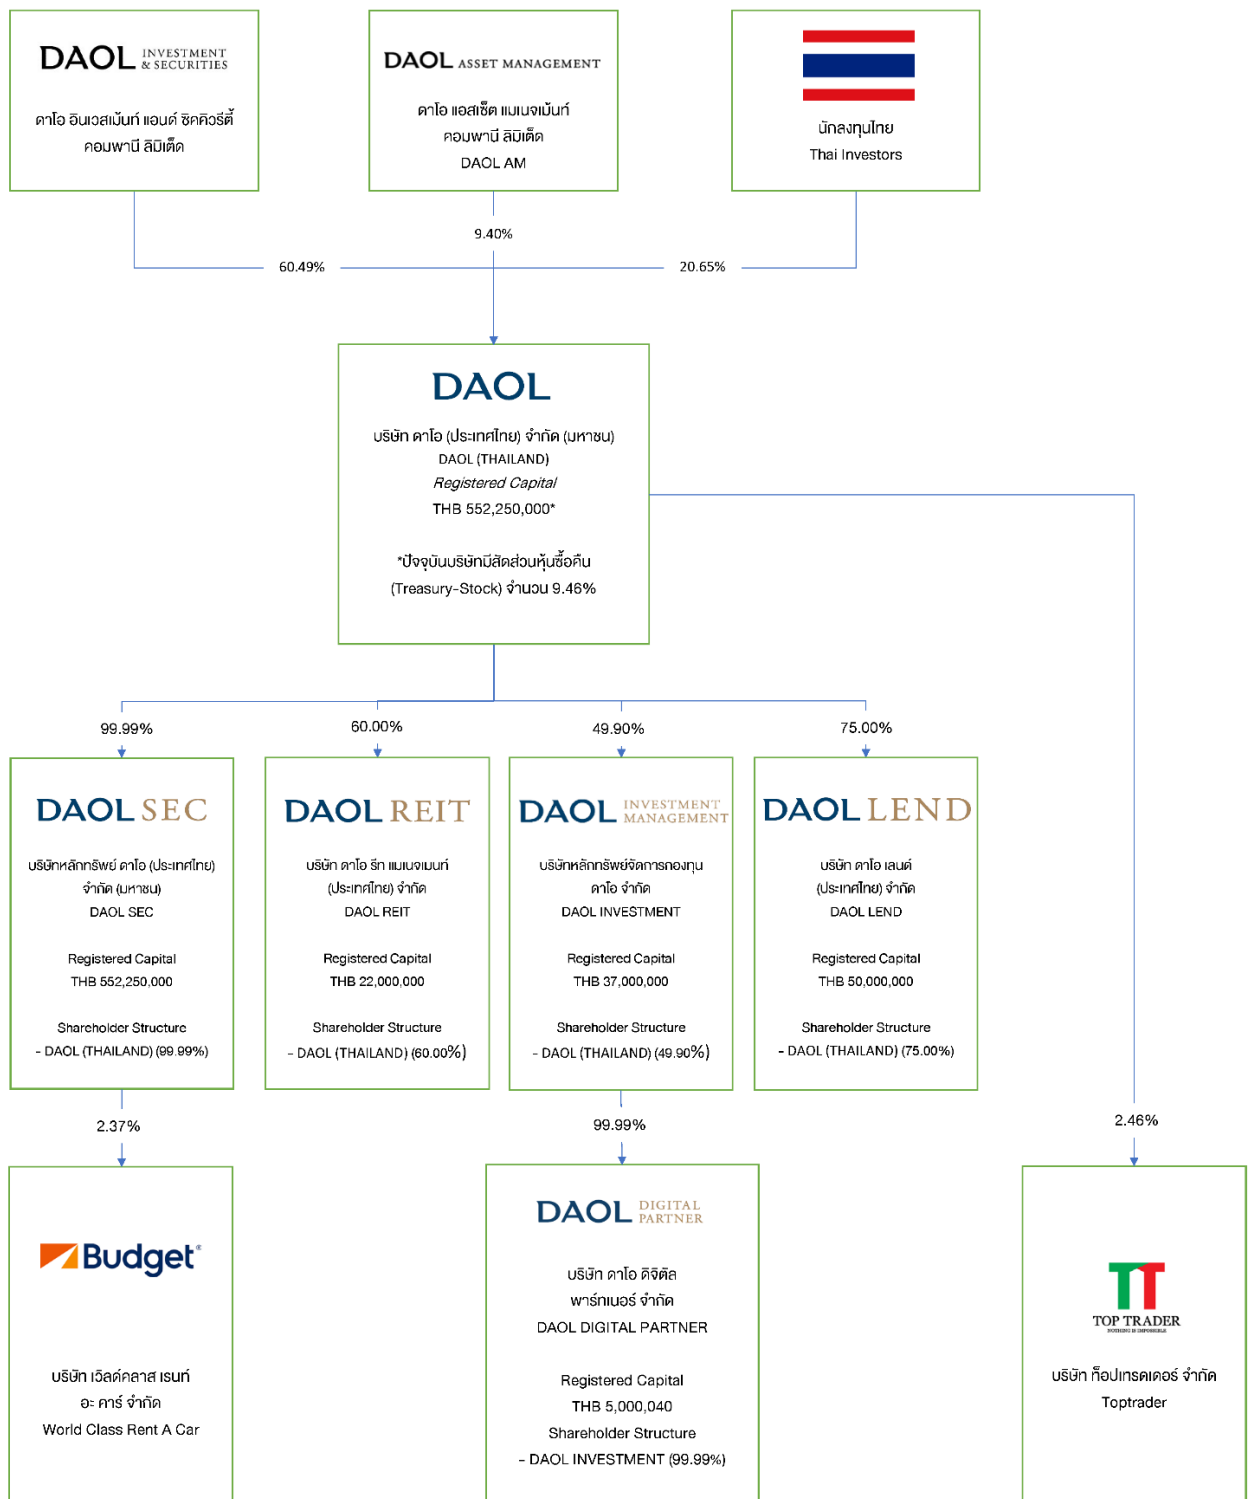 DAOL INVESTMENT & SECURITIES
ดาโอ อินเวสเม้นท์ แอนด์ ซิคคิวรีตี้
คอมพานี ลิมิเต็ด
DAOL ASSET MANAGEMENT
ดาโอ แอสเซ็ต แมเนจเม้นท์
คอมพานี ลิมิเต็ด
DAOL AM
นักลงทุนไทย
Thai Investors
9.40%
60.49%
20.65%
DAOL
บริษัท ดาโอ (ประเทศไทย) จำกัด (มหาชน)
DAOL (THAILAND)
Registered Capital
THB 552,250,000*
*ปัจจุบันบริษัทมีสัดส่วนหุ้นซื้อคืน
(Treasury-Stock) จำนวน 9.46%
99.99%
60.00%
49.90%
75.00%
DAOL SEC
บริษัทหลักทรัพย์ ดาโอ (ประเทศไทย)
จำกัด (มหาชน)
DAOL SEC
Registered Capital
THB 552,250,000
Shareholder Structure
- DAOL (THAILAND) (99.99%)
DAOL REIT
บริษัท ดาโอ รีท แมเนจเมนท์
(ประเทศไทย) จำกัด
DAOL REIT
Registered Capital
THB 22,000,000
Shareholder Structure
- DAOL (THAILAND) (60.00%)
DAOL INVESTMENT MANAGEMENT
บริษัทหลักทรัพย์จัดการกองทุน
ดาโอ จำกัด
DAOL INVESTMENT
Registered Capital
THB 37,000,000
Shareholder Structure
- DAOL (THAILAND) (49.90%)
DAOL LEND
บริษัท ดาโอ เลนด์
(ประเทศไทย) จำกัด
DAOL LEND
Registered Capital
THB 50,000,000
Shareholder Structure
- DAOL (THAILAND) (75.00%)
2.37%
99.99%
2.46%
Budget®
บริษัท เวิลด์คลาส เรนท์
อะ คาร์ จำกัด
World Class Rent A Car
DAOL DIGITAL PARTNER
บริษัท ดาโอ ดิจิตัล
พาร์ทเนอร์ จำกัด
DAOL DIGITAL PARTNER
Registered Capital
THB 5,000,040
Shareholder Structure
- DAOL INVESTMENT (99.99%)
TT
TOP TRADER
NOTHING IS IMPOSSIBLE
บริษัท ท็อปเทรดเดอร์ จำกัด
Toptrader